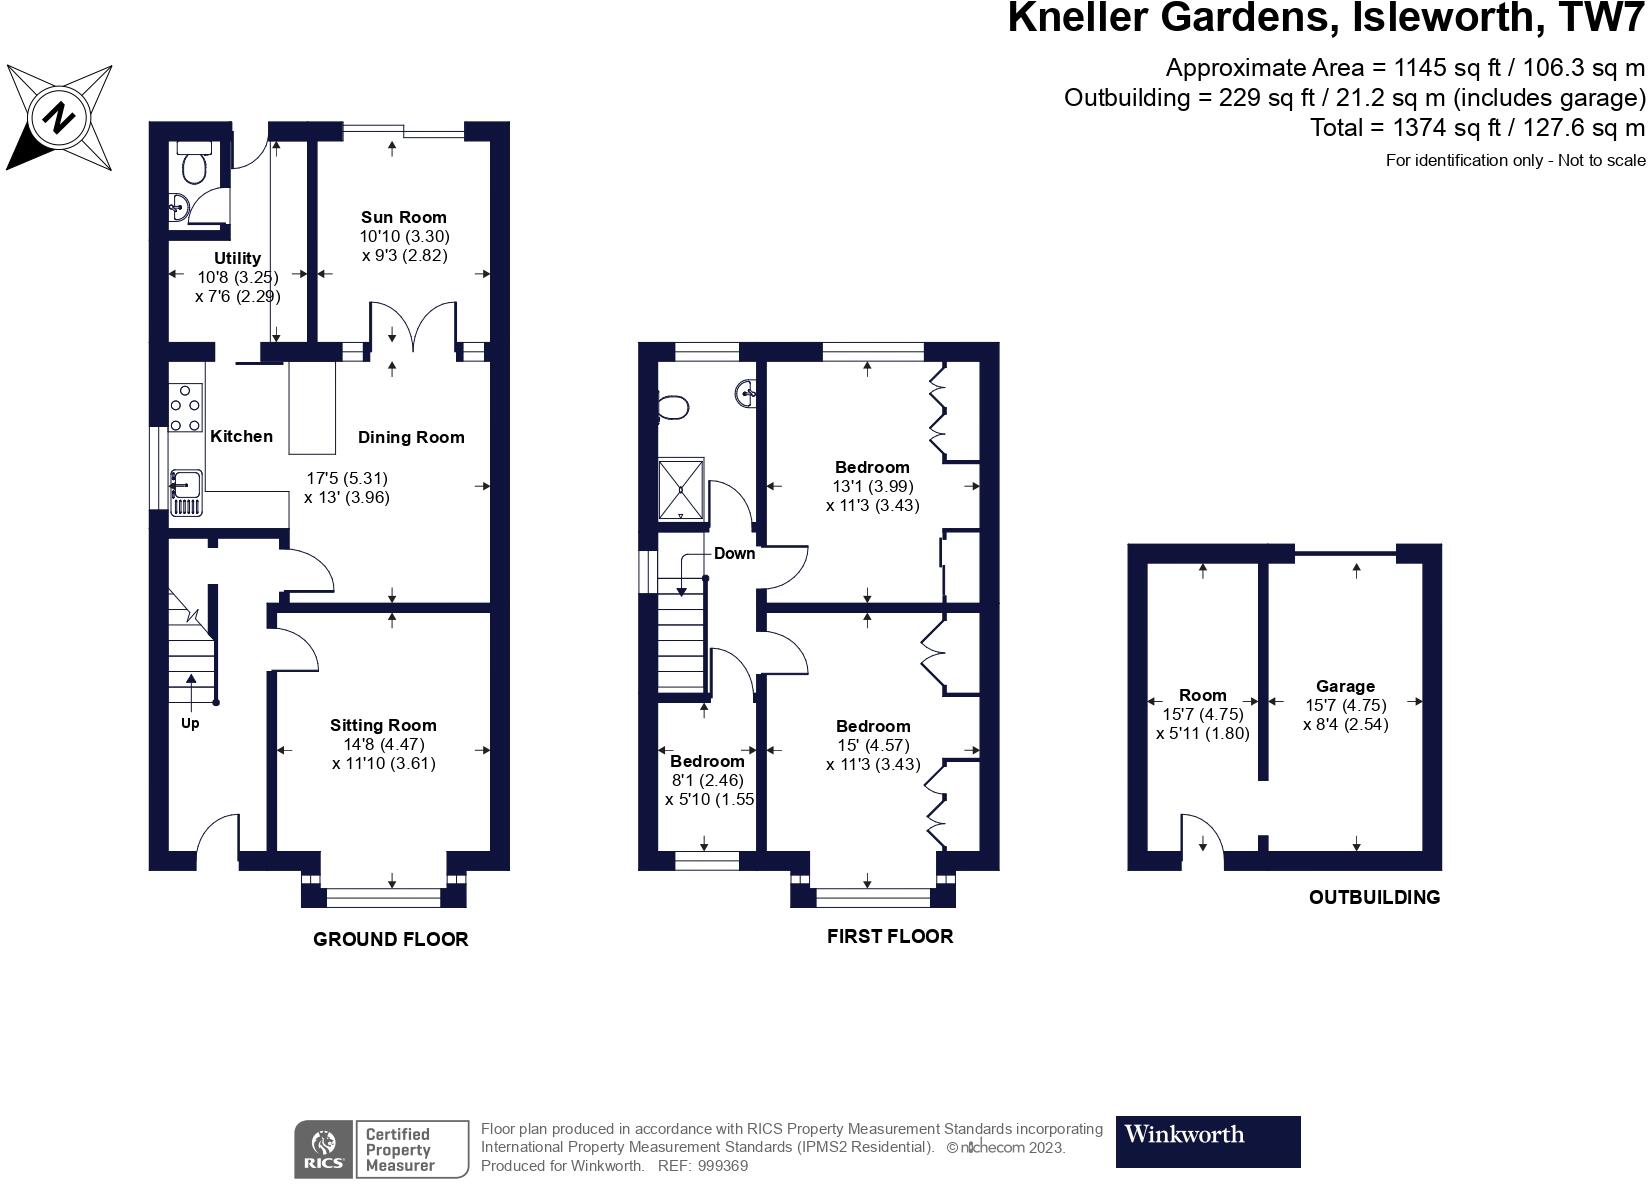 Kneller Gardens, Isleworth, TW7
Approximate Area = 1145 sq ft / 106.3 sq m
Outbuilding = 229 sq ft / 21.2 sq m (includes garage)
Total = 1374 sq ft / 127.6 sq m
For identification only - Not to scale
N
Sun Room
10'10 (3.30)
x 9'3 (2.82)
Utility
10'8 (3.25)
x 7'6 (2.29)
Kitchen
Dining Room
17'5 (5.31)
x 13' (3.96)
Up
Sitting Room
14'8 (4.47)
x 11'10 (3.61)
GROUND FLOOR
Bedroom
13'1 (3.99)
x 11'3 (3.43)
Down
Bedroom
15' (4.57)
x 11'3 (3.43)
Bedroom
8'1 (2.46)
x 5'10 (1.55
FIRST FLOOR
Room
15'7 (4.75)
x 5'11 (1.80)
Garage
15'7 (4.75)
x 8'4 (2.54)
OUTBUILDING
RICS
Certified
Property
Measurer
Floor plan produced in accordance with RICS Property Measurement Standards incorporating
International Property Measurement Standards (IPMS2 Residential). © nichecom 2023.
Produced for Winkworth. REF: 999369
Winkworth